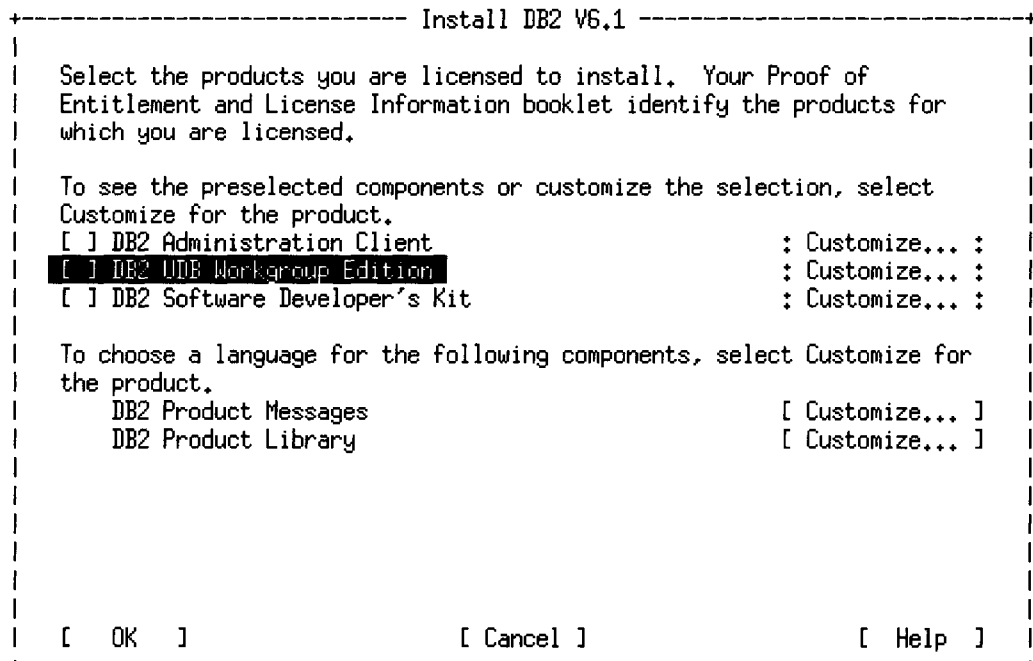 Install DB2 V6.1
Select the products you are licensed to install. Your Proof of
Entitlement and License Information booklet identify the products for
which you are licensed.
To see the preselected components or customize the selection, select
Customize for the product.
[ ] DB2 Administration Client : Customize... :
[ ] DB2 UDB Workgroup Edition : Customize... :
[ ] DB2 Software Developer's Kit : Customize... :
To choose a language for the following components, select Customize for
the product.
DB2 Product Messages [ Customize... ]
DB2 Product Library [ Customize... ]
[ OK ] [ Cancel ] [ Help ]